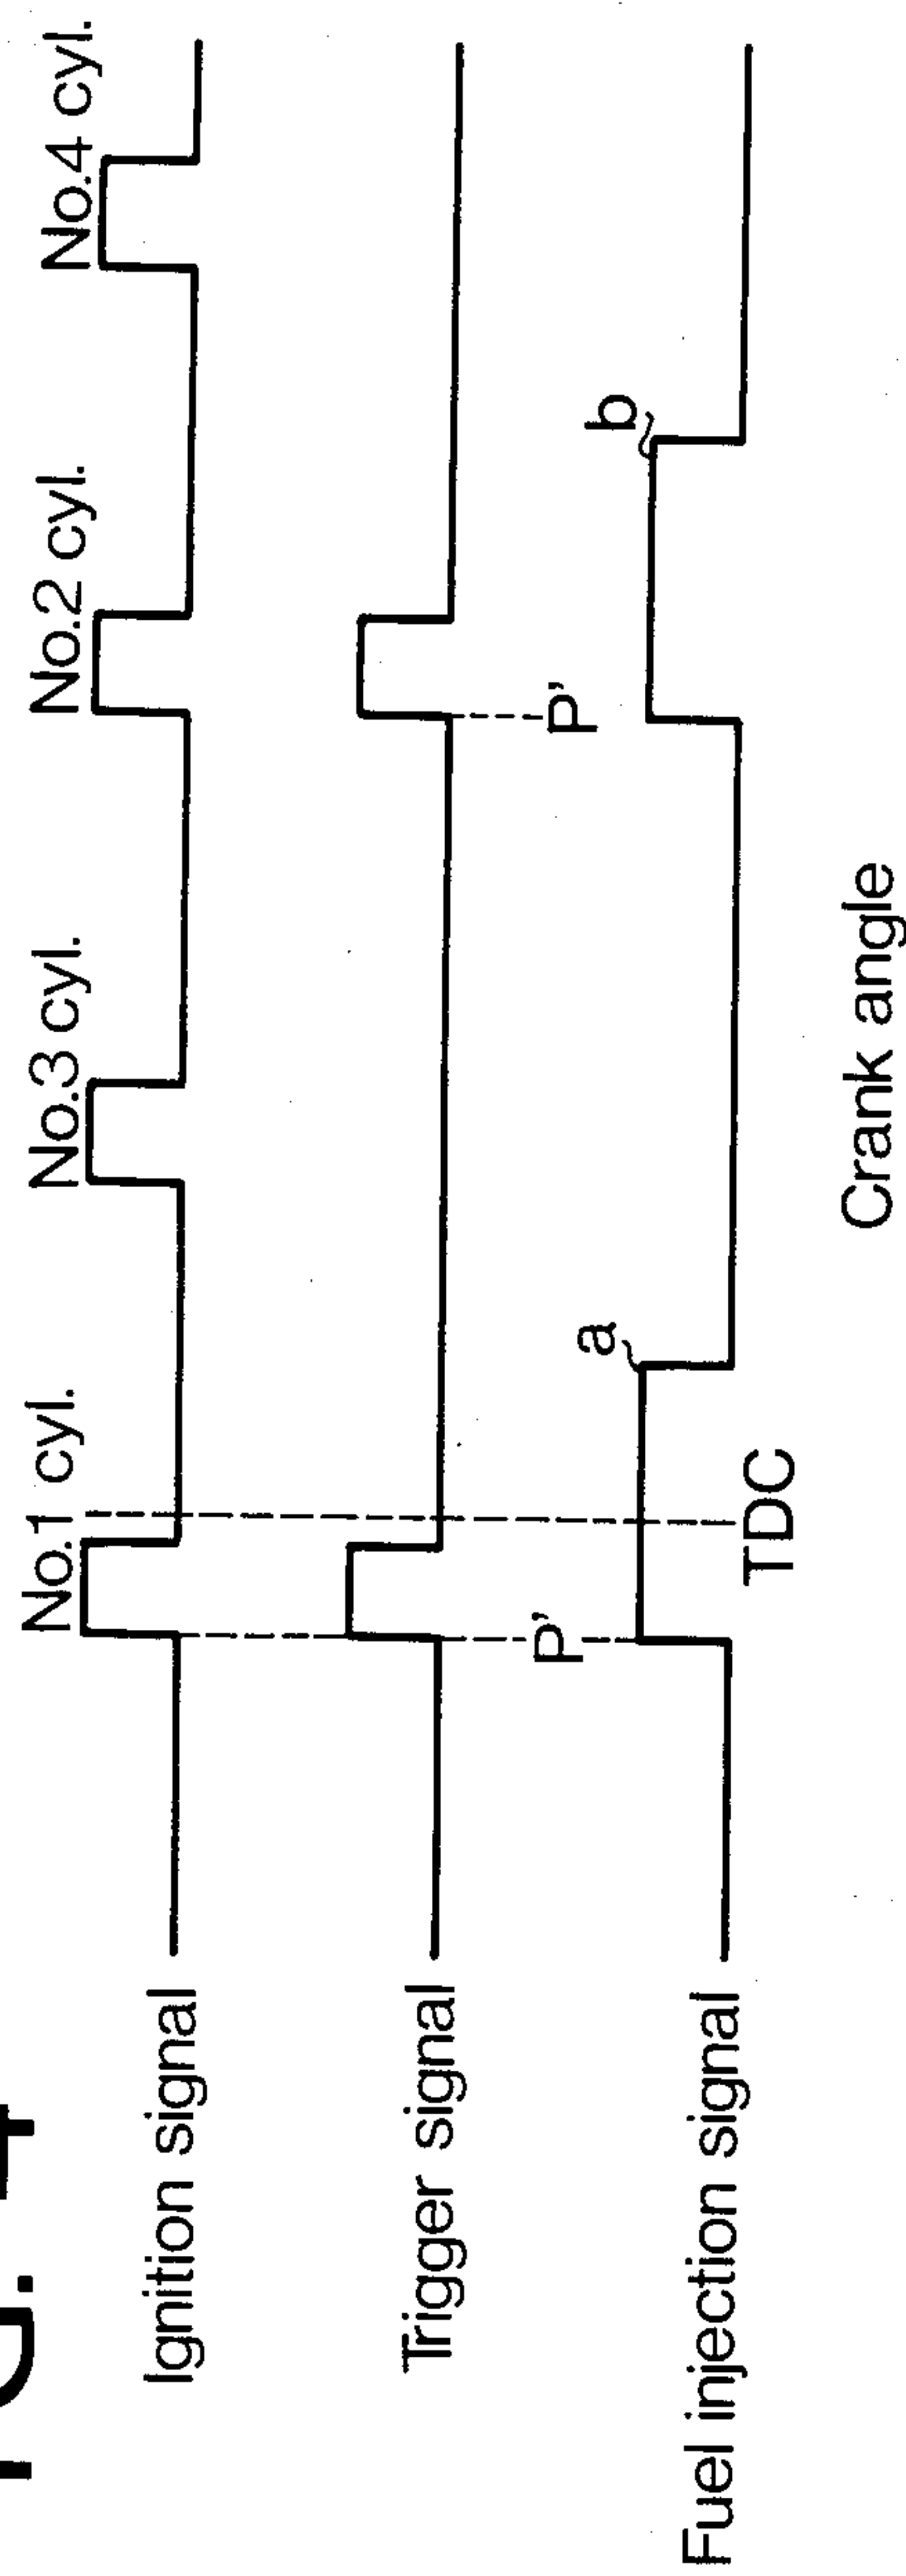 No.1 cyl.
No.3 cyl.
No.2 cyl.
No.4 cyl.
Ignition signal
Trigger signal
P'
P'
a
b
Fuel injection signal
TDC
Crank angle